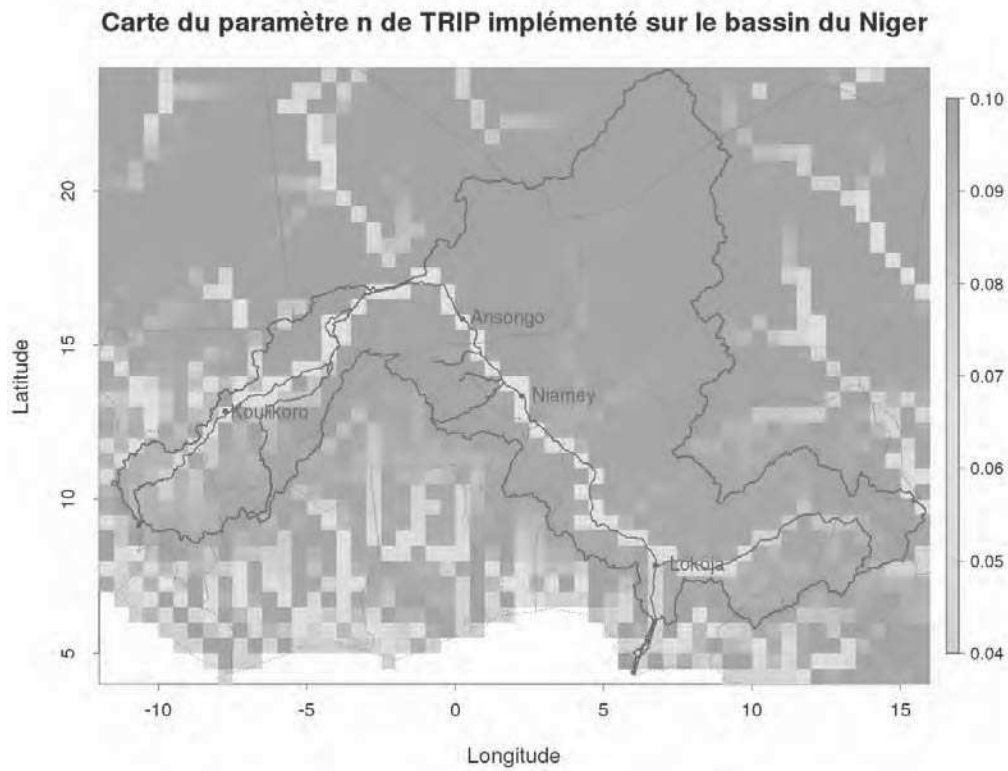 Carte du paramètre n de TRIP implémenté sur le bassin du Niger
0.10
0.09
0.08
0.07
0.06
0.05
0.04
20
15
10
5
Latitude
Ansongo
Niamey
Koulikoro
Lokoja
-10
-5
0
5
10
15
Longitude